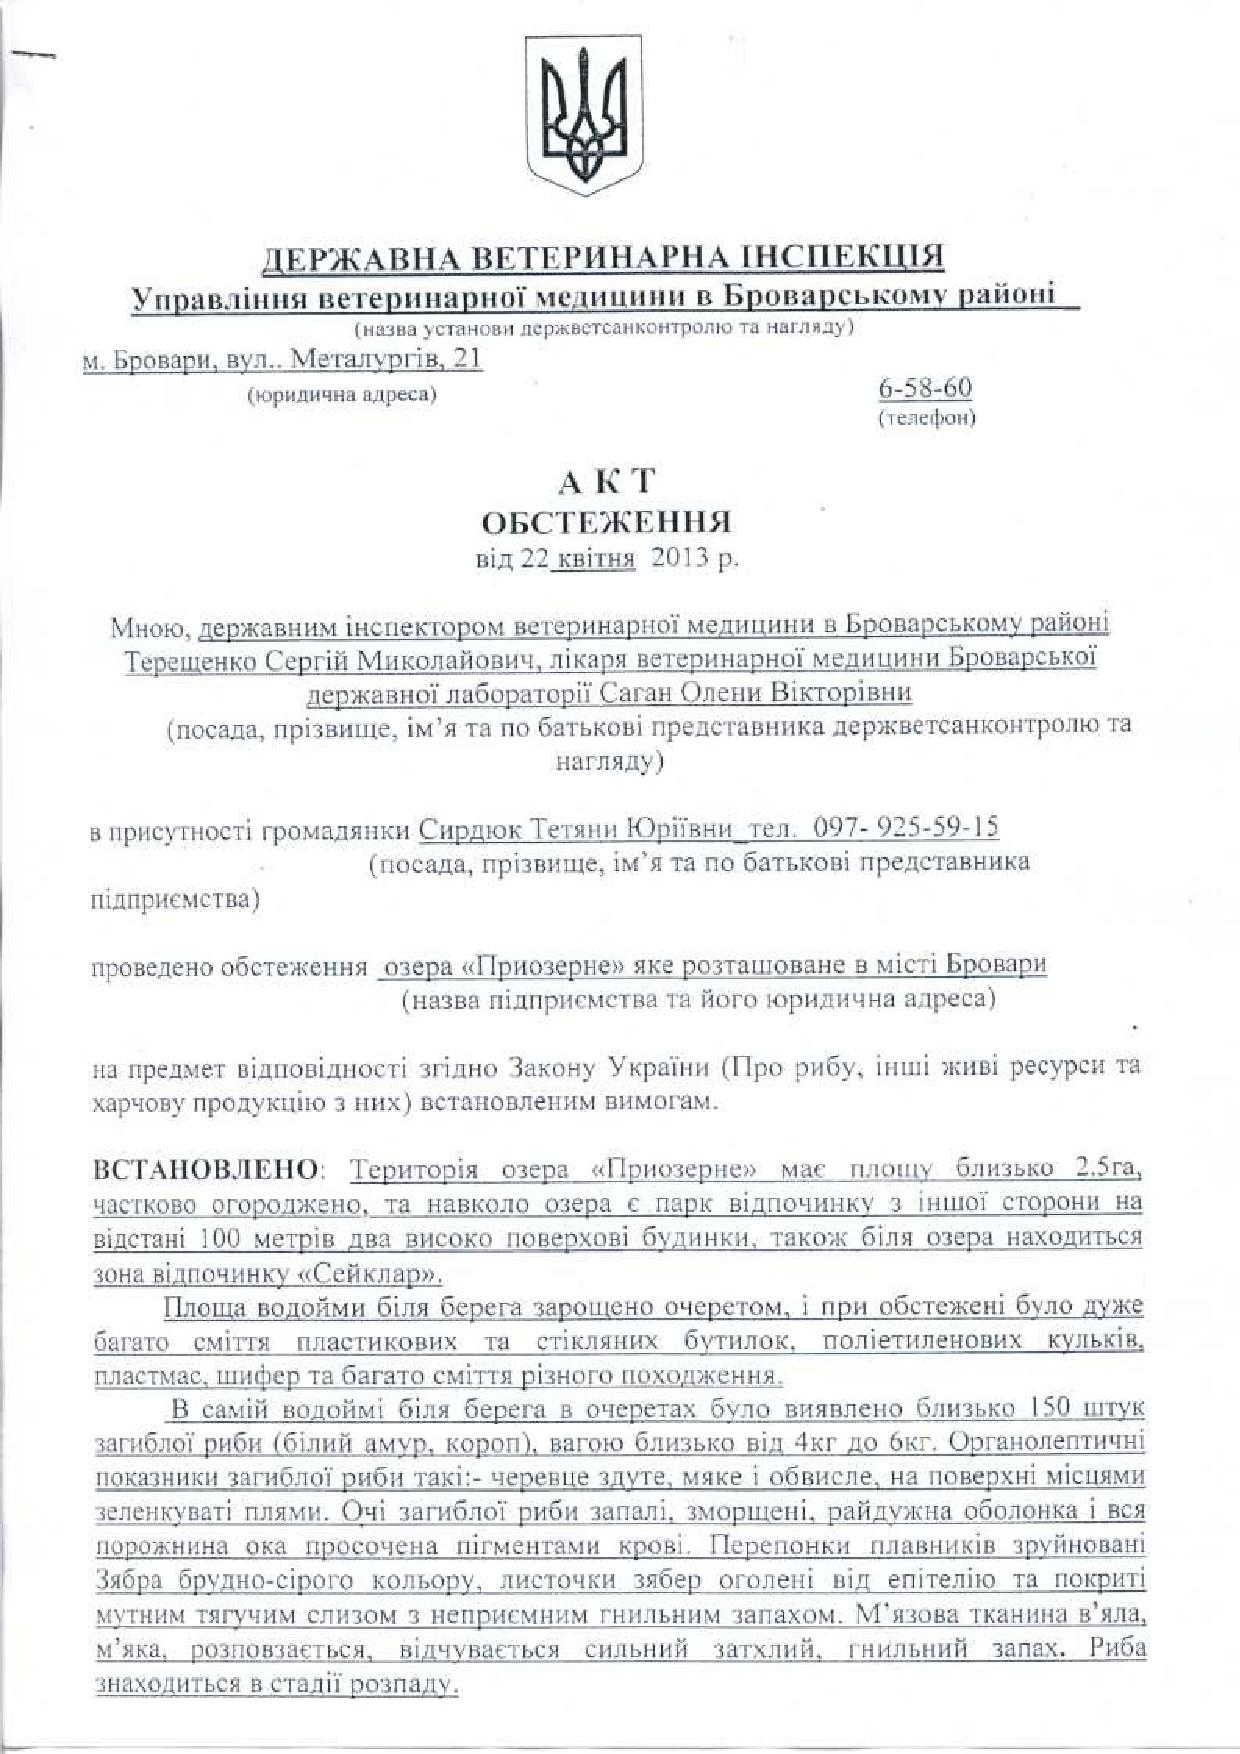 ДЕРЖАВНА ВЕТЕРИНАРНА ІНСПЕКЦІЯ
Управління ветеринарної медицини в Броварському районі
(назва установи держветсанконтролю та нагляду)
м. Бровари, вул.. Металургів, 21
(юридична адреса)
6-58-60
(телефон)
А К Т
ОБСТЕЖЕННЯ
від 22 квітня 2013 р.
Мною, державним інспектором ветеринарної медицини в Броварському районі
Терещенко Сергій Миколайович, лікаря ветеринарної медицини Броварської
державної лабораторії Саган Олени Вікторівни
(посада, прізвище, ім’я та по батькові представника держветсанконтролю та
нагляду)
в присутності громадянки Сирдюк Тетяни Юріївни_тел. 097- 925-59-15
(посада, прізвище, ім’я та по батькові представника
підприємства)
проведено обстеження озера «Приозерне» яке розташоване в місті Бровари
(назва підприємства та його юридична адреса)
на предмет відповідності згідно Закону України (Про рибу, інші живі ресурси та
харчову продукцію з них) встановленим вимогам.
ВСТАНОВЛЕНО: Територія озера «Приозерне» має площу близько 2,5га,
частково огороджено, та навколо озера є парк відпочинку з іншої сторони на
відстані 100 метрів два високо поверхові будинки, також біля озера находиться
зона відпочинку «Сейклар».
Площа водойми біля берега зарощено очеретом, і при обстежені було дуже
багато сміття пластикових та стікляних бутилок, поліетиленових кульків,
пластмас, шифер та багато сміття різного походження.
В самій водоймі біля берега в очеретах було виявлено близько 150 штук
загиблої риби (білий амур, короп), вагою близько від 4кг до 6кг. Органолептичні
показники загиблої риби такі:- черевце здуте, мяке і обвисле, на поверхні місцями
зеленкуваті плями. Очі загиблої риби запалі, зморщені, райдужна оболонка і вся
порожнина ока просочена пігментами крові. Перепонки плавників зруйновані
Зябра брудно-сірого кольору, листочки зябер оголені від епітелію та покриті
мутним тягучим слизом з неприємним гнильним запахом. М’язова тканина в’яла,
м’яка, розповзається, відчувається сильний затхлий, гнильний запах. Риба
знаходиться в стадії розпаду.